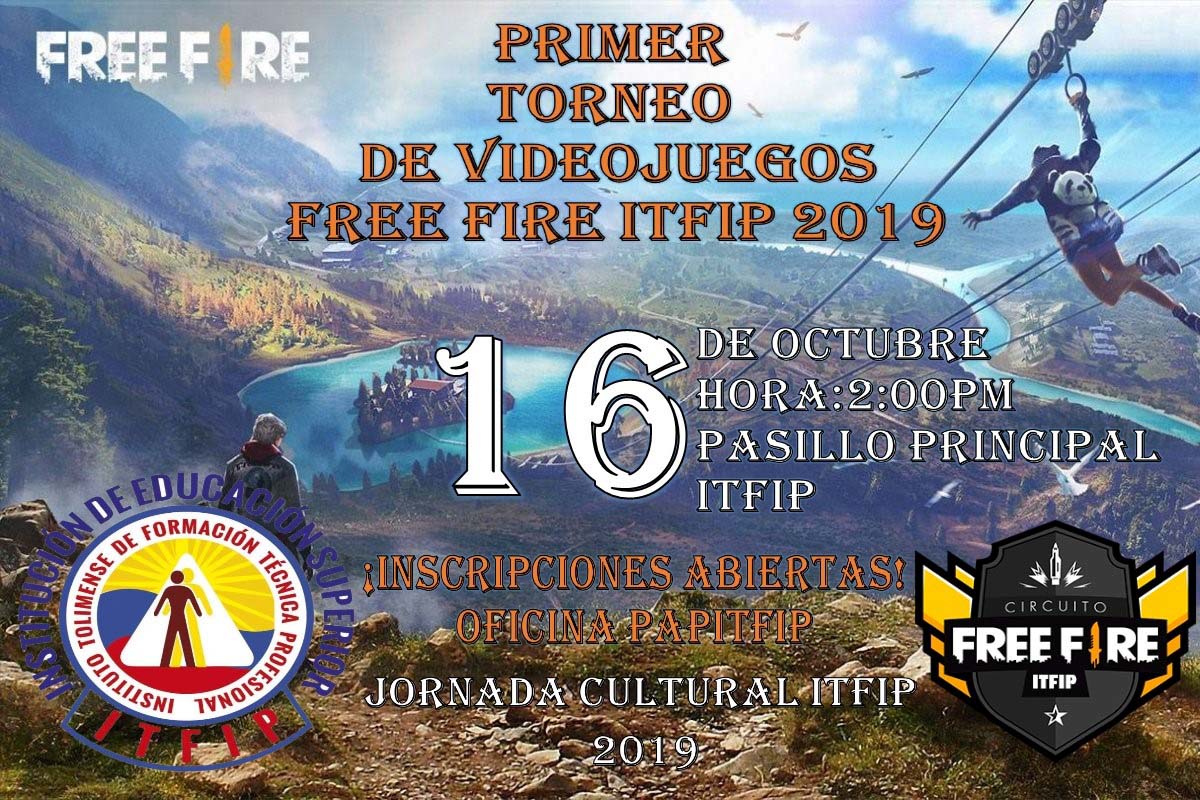 FREE FIRE
PRIMER
TORNEO
DE VIDEOJUEGOS
FREE FIRE ITFIP 2019
16
DE OCTUBRE
HORA:2:00PM
PASILLO PRINCIPAL
ITFIP
¡INSCRIPCIONES ABIERTAS!
OFICINA PAPITFIP
JORNADA CULTURAL ITFIP
2019
INSTITUCIÓN DE EDUCACIÓN SUPERIOR
INSTITUTO TOLIMENSE DE FORMACIÓN TÉCNICA PROFESIONAL
ITFIP
CIRCUITO
FREE FIRE
ITFIP